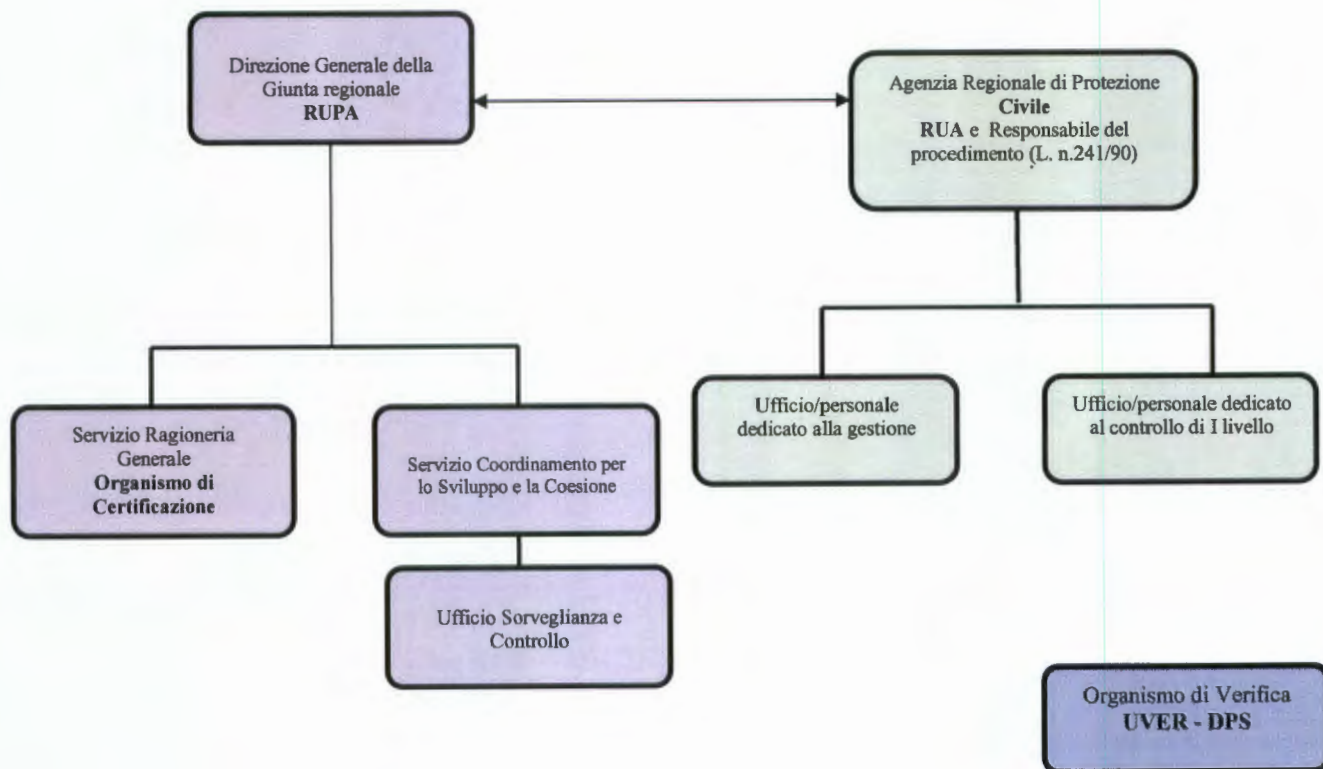 Direzione Generale della
Giunta regionale
RUPA
Agenzia Regionale di Protezione
Civile
RUA e Responsabile del
procedimento (L. n.241/90)
Servizio Ragioneria
Generale
Organismo di
Certificazione
Servizio Coordinamento per
lo Sviluppo e la Coesione
Ufficio/personale
dedicato alla gestione
Ufficio/personale dedicato
al controllo di I livello
Ufficio Sorveglianza e
Controllo
Organismo di Verifica
UVER - DPS